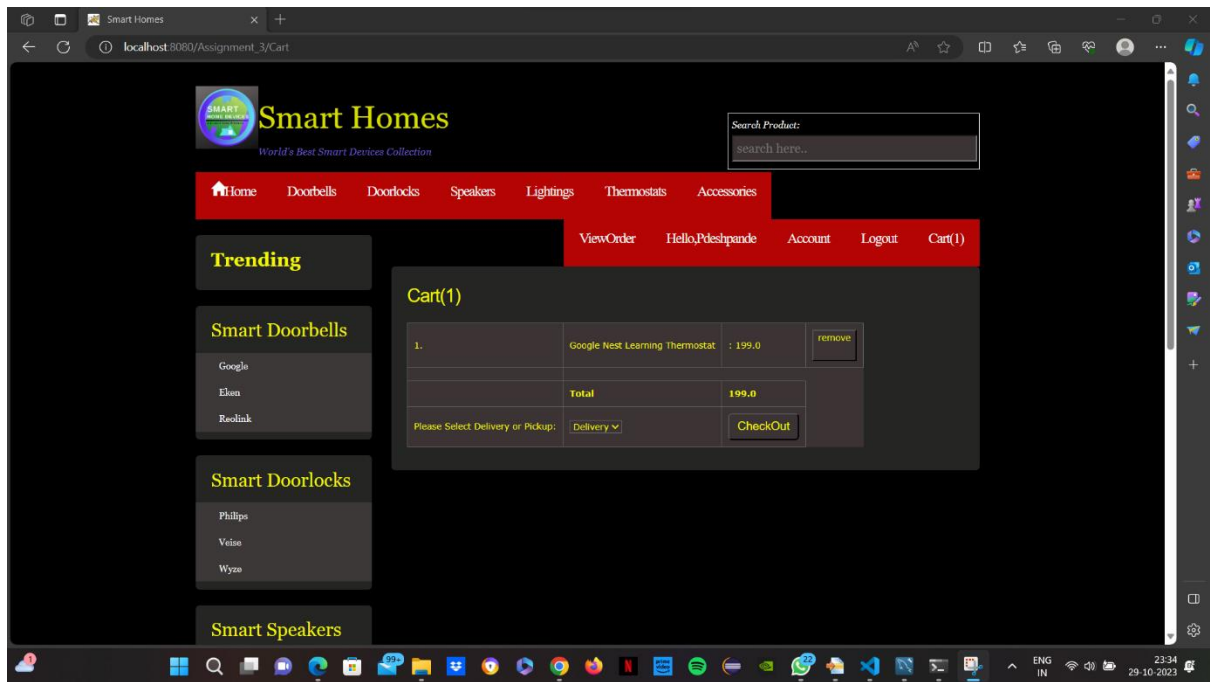 Smart Homes
localhost:8080/Assignment_3/Cart
SMART
Smart Homes
World's Best Smart Devices Collection
Search Product:
search here..
Home Doorbells Doorlocks Speakers Lightings Thermostats Accessories
ViewOrder Hello,Pdeshpande Account Logout Cart(1)
Trending
Smart Doorbells
Google
Eken
Reolink
Smart Doorlocks
Philips
Veise
Wyze
Smart Speakers
Cart(1)
1. Google Nest Learning Thermostat : 199.0 remove
Total 199.0
Please Select Delivery or Pickup: Delivery CheckOut
1
99+
22
ENG
IN
23:34
29-10-2023